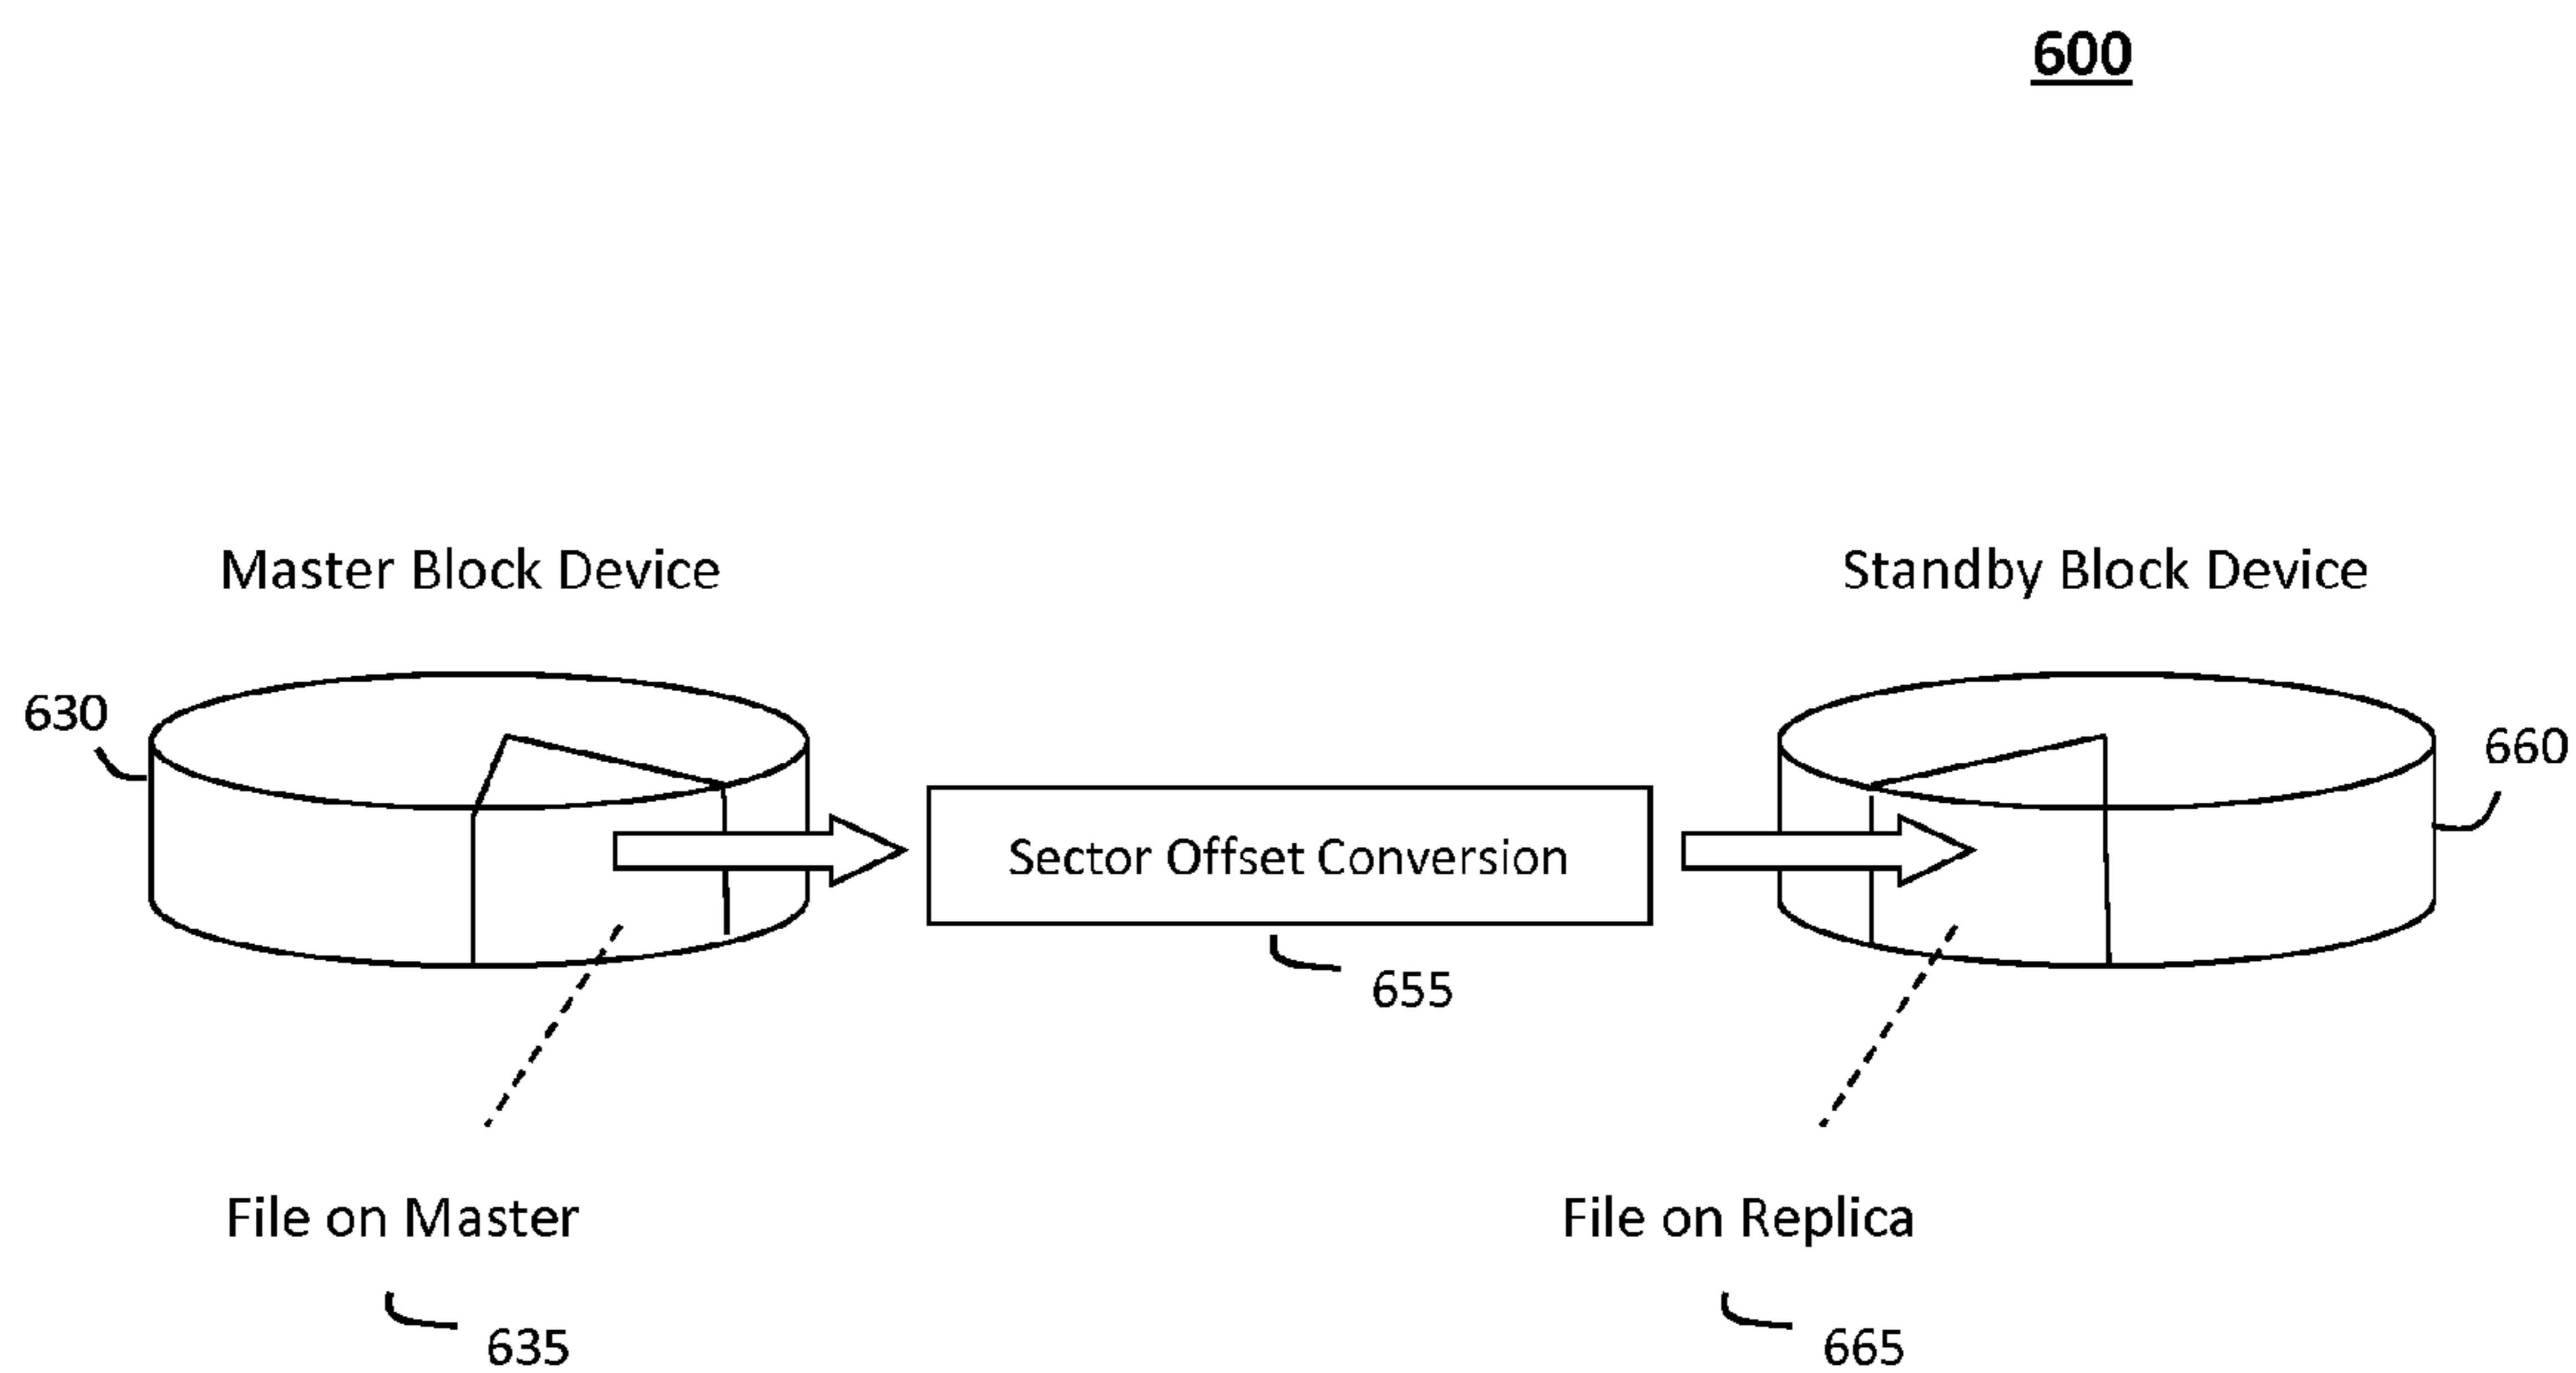 600
Master Block Device
Standby Block Device
630
660
Sector Offset Conversion
655
File on Master
File on Replica
635
665